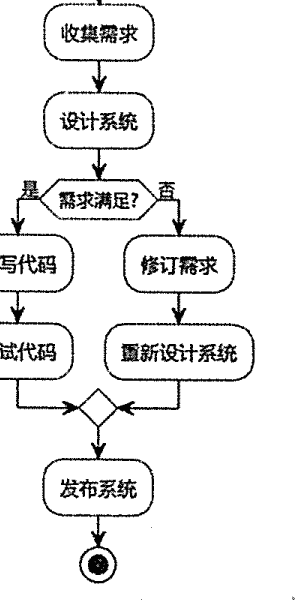 收集需求
设计系统
需求满足?
是
否
写代码
修订需求
试代码
重新设计系统
发布系统